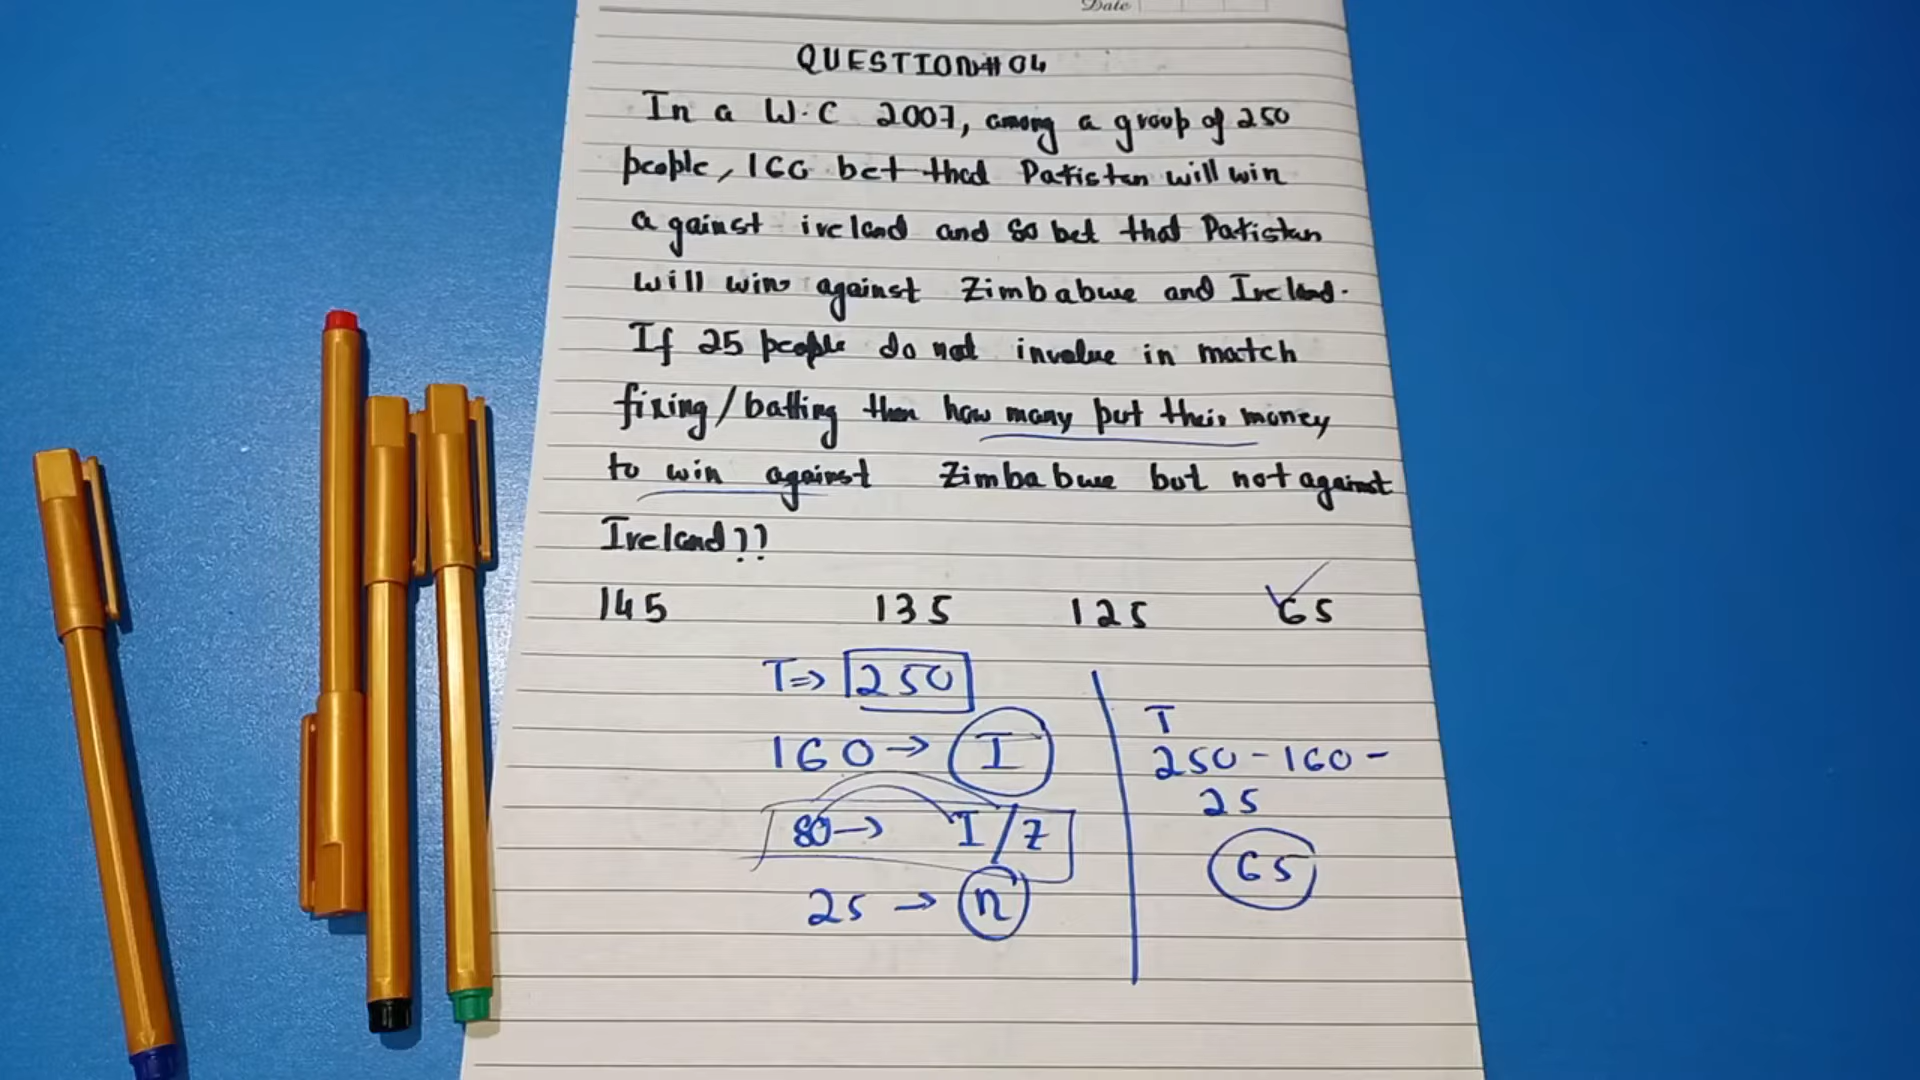 Date
QUESTION#04
In a W.C 2007, among a group of 250
people, 160 bet that Pakistan will win
against ireland and 80 bet that Pakistan
will win against Zimbabwe and Ireland.
If 25 people do not involve in match
fixing/batting then how many put their money
to win against Zimbabwe but not against
Ireland??
145 135 125 65
T=> 250
160 -> I
80 -> I/Z
25 -> n
T
250-160-
25
65